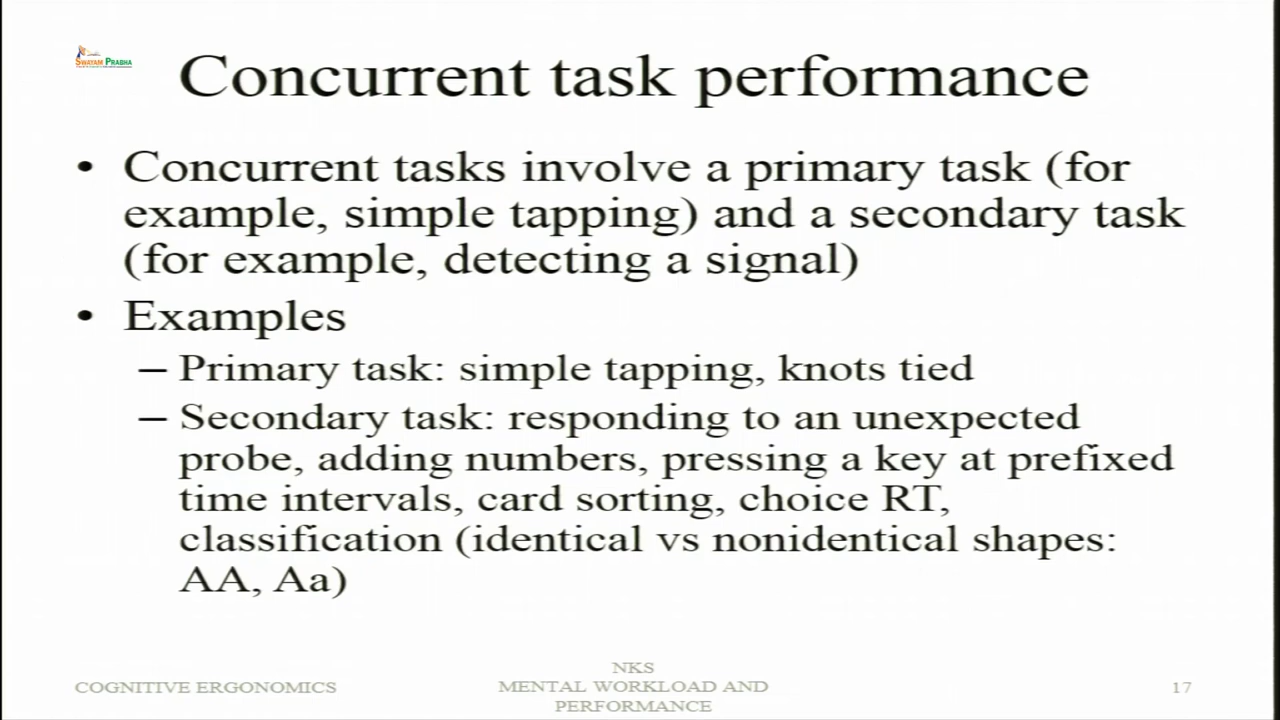 SWAYAM PRABHA
Concurrent task performance
• Concurrent tasks involve a primary task (for
example, simple tapping) and a secondary task
(for example, detecting a signal)
• Examples
– Primary task: simple tapping, knots tied
– Secondary task: responding to an unexpected
probe, adding numbers, pressing a key at prefixed
time intervals, card sorting, choice RT,
classification (identical vs nonidentical shapes:
AA, Aa)
COGNITIVE ERGONOMICS
NKS
MENTAL WORKLOAD AND
PERFORMANCE
17